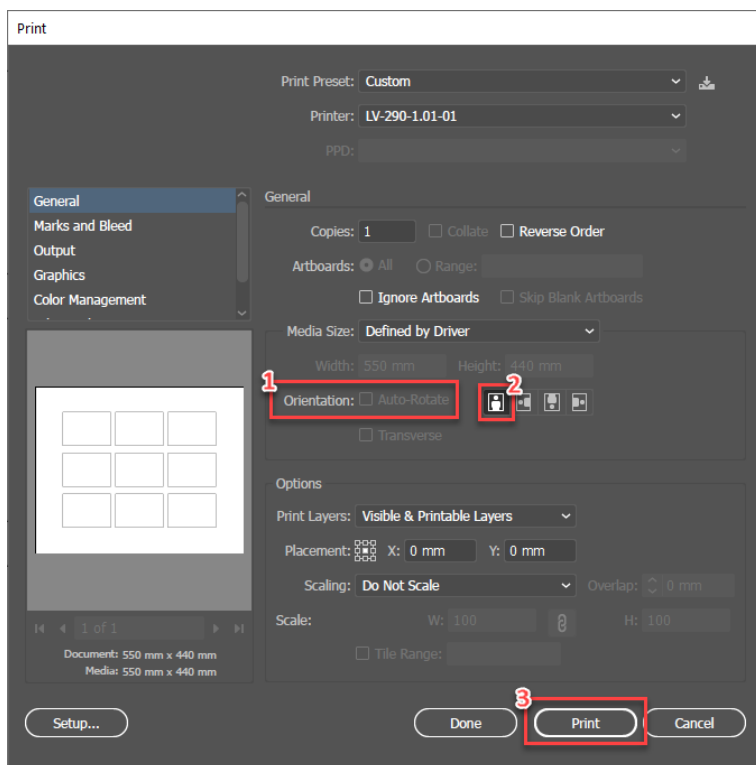 Print
Print Preset: Custom
Printer: LV-290-1.01-01
PPD:
General
Marks and Bleed
Output
Graphics
Color Management
General
Copies: 1 Collate Reverse Order
Artboards: All Range:
Ignore Artboards Skip Blank Artboards
Media Size: Defined by Driver
Width: 550 mm Height: 440 mm
1 2
Orientation: Auto-Rotate
Transverse
Options
Print Layers: Visible & Printable Layers
Placement: X: 0 mm Y: 0 mm
Scaling: Do Not Scale Overlap: 0 mm
Scale: W: 100 H: 100
Tile Range:
1 of 1
Document: 550 mm x 440 mm
Media: 550 mm x 440 mm
3
Setup... Done Print Cancel